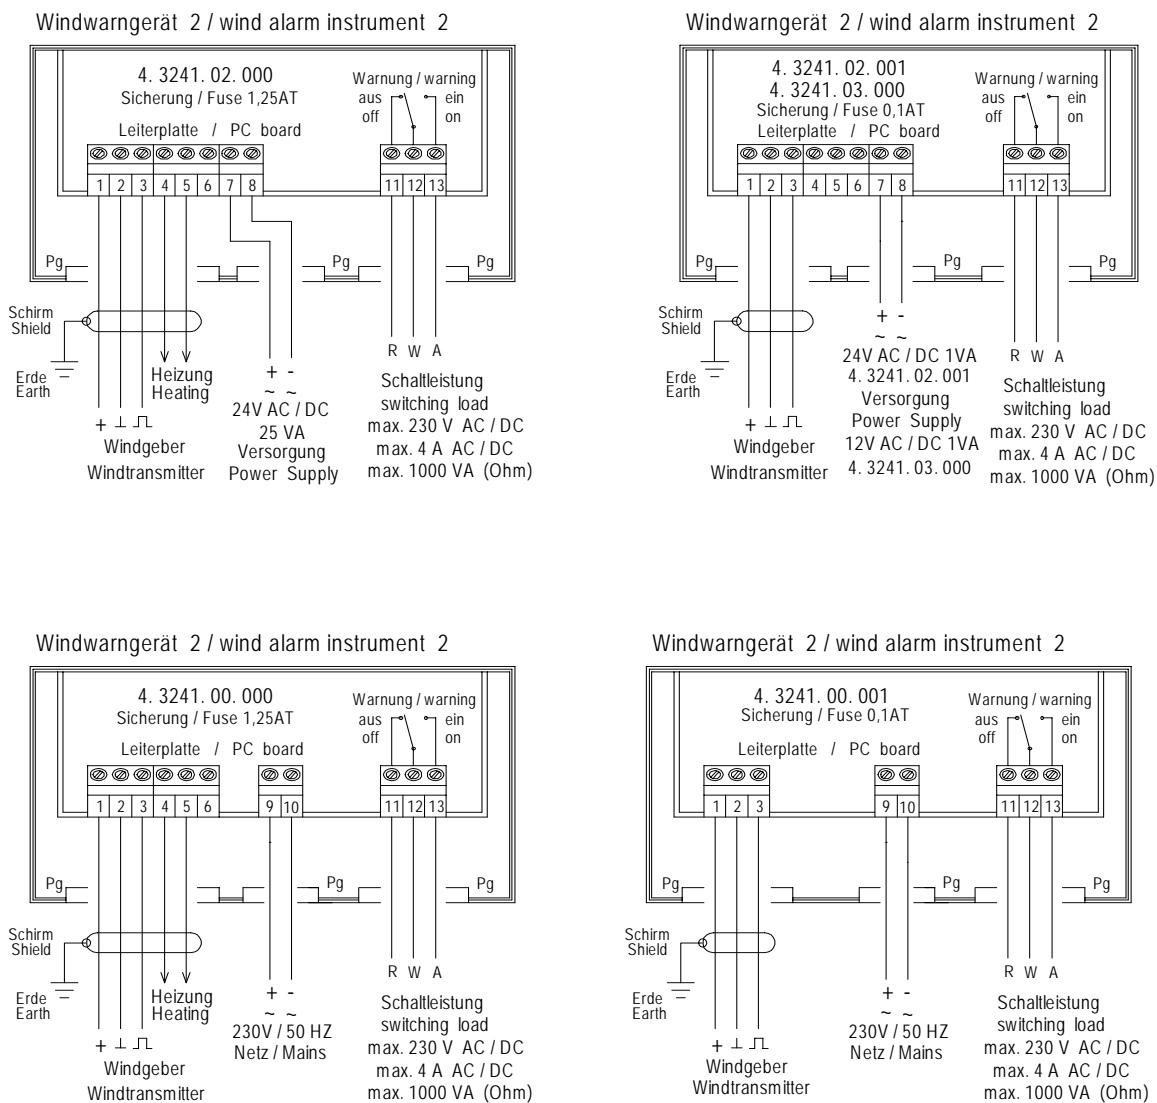 Windwarngerät 2 / wind alarm instrument 2
4. 3241. 02. 000
Sicherung / Fuse 1,25AT
Leiterplatte / PC board
Warnung / warning
aus ein
off on
1 2 3 4 5 6 7 8
11 12 13
Pg Pg Pg
Schirm
Shield
Erde
Earth
Heizung
Heating
+ ⊥ ⎍
Windgeber
Windtransmitter
+ -
~ ~
24V AC / DC
25 VA
Versorgung
Power Supply
R W A
Schaltleistung
switching load
max. 230 V AC / DC
max. 4 A AC / DC
max. 1000 VA (Ohm)
Windwarngerät 2 / wind alarm instrument 2
4. 3241. 02. 001
4. 3241. 03. 000
Sicherung / Fuse 0,1AT
Leiterplatte / PC board
Warnung / warning
aus ein
off on
1 2 3 4 5 6 7 8
11 12 13
Pg Pg Pg
Schirm
Shield
Erde
Earth
+ ⊥ ⎍
Windgeber
Windtransmitter
+ -
~ ~
24V AC / DC 1VA
4. 3241. 02. 001
Versorgung
Power Supply
12V AC / DC 1VA
4. 3241. 03. 000
R W A
Schaltleistung
switching load
max. 230 V AC / DC
max. 4 A AC / DC
max. 1000 VA (Ohm)
Windwarngerät 2 / wind alarm instrument 2
4. 3241. 00. 000
Sicherung / Fuse 1,25AT
Leiterplatte / PC board
Warnung / warning
aus ein
off on
1 2 3 4 5 6
9 10
11 12 13
Pg Pg Pg
Schirm
Shield
Erde
Earth
Heizung
Heating
+ ⊥ ⎍
Windgeber
Windtransmitter
+ -
~ ~
230V / 50 HZ
Netz / Mains
R W A
Schaltleistung
switching load
max. 230 V AC / DC
max. 4 A AC / DC
max. 1000 VA (Ohm)
Windwarngerät 2 / wind alarm instrument 2
4. 3241. 00. 001
Sicherung / Fuse 0,1AT
Leiterplatte / PC board
Warnung / warning
aus ein
off on
1 2 3
9 10
11 12 13
Pg Pg Pg
Schirm
Shield
Erde
Earth
+ ⊥ ⎍
Windgeber
Windtransmitter
+ -
~ ~
230V / 50 HZ
Netz / Mains
R W A
Schaltleistung
switching load
max. 230 V AC / DC
max. 4 A AC / DC
max. 1000 VA (Ohm)